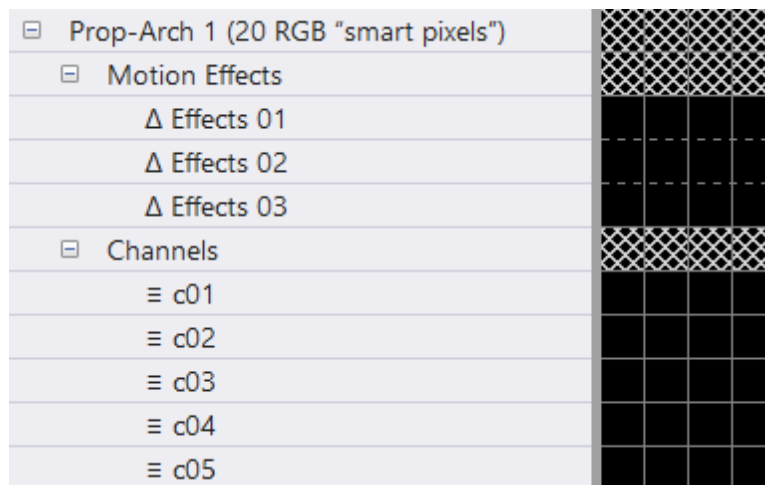 Prop-Arch 1 (20 RGB “smart pixels”)
Motion Effects
Δ Effects 01
Δ Effects 02
Δ Effects 03
Channels
≡ c01
≡ c02
≡ c03
≡ c04
≡ c05